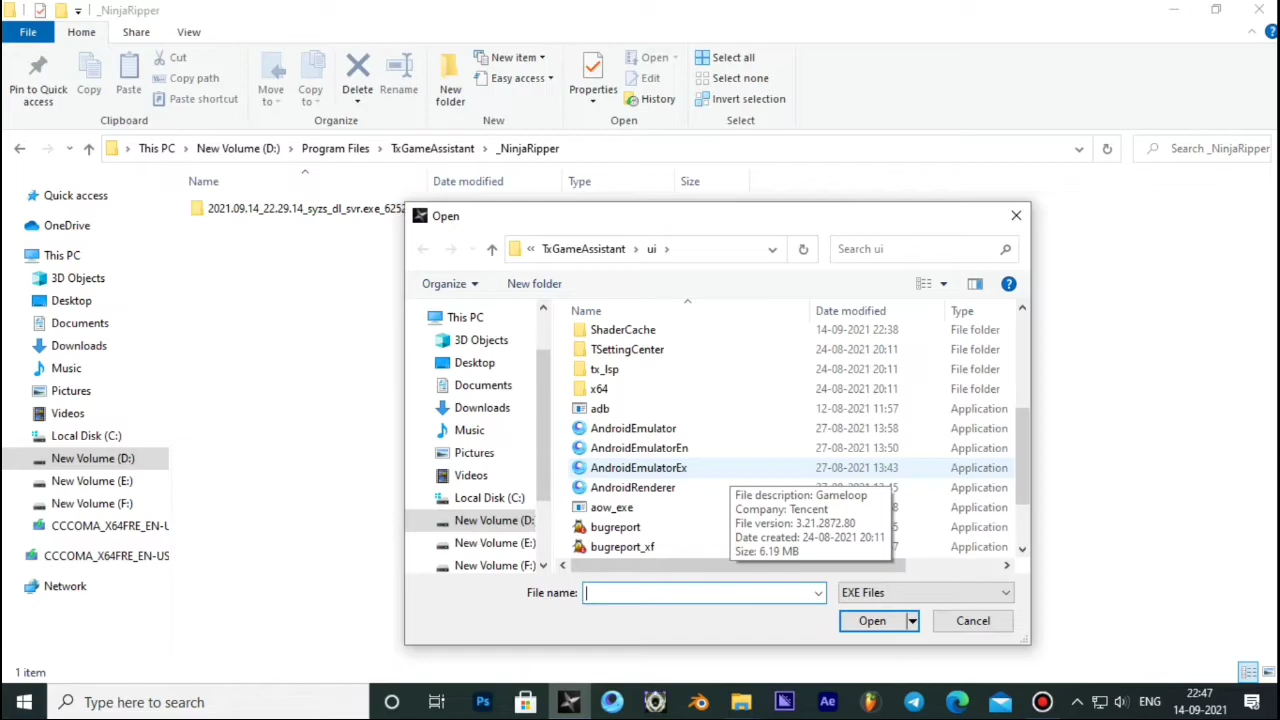 _NinjaRipper
File Home Share View
Pin to Quick access
Copy
Paste
Cut
Copy path
Paste shortcut
Clipboard
Move to
Copy to
Delete
Rename
Organize
New folder
New item
Easy access
New
Properties
Open
Edit
History
Open
Select all
Select none
Invert selection
Select
This PC New Volume (D:) Program Files TxGameAssistant _NinjaRipper
Search _NinjaRipper
Name Date modified Type Size
2021.09.14_22.29.14_syzs_dl_svr.exe_6252
Quick access
OneDrive
This PC
3D Objects
Desktop
Documents
Downloads
Music
Pictures
Videos
Local Disk (C:)
New Volume (D:)
New Volume (E:)
New Volume (F:)
CCCOMA_X64FRE_EN-U
CCCOMA_X64FRE_EN-US
Network
1 item
Open
« TxGameAssistant ui
Search ui
Organize New folder
This PC
3D Objects
Desktop
Documents
Downloads
Music
Pictures
Videos
Local Disk (C:)
New Volume (D:
New Volume (E:)
New Volume (F:)
Name Date modified Type
ShaderCache 14-09-2021 22:38 File folder
TSettingCenter 24-08-2021 20:11 File folder
tx_lsp 24-08-2021 20:11 File folder
x64 24-08-2021 20:11 File folder
adb 12-08-2021 11:57 Application
AndroidEmulator 27-08-2021 13:58 Application
AndroidEmulatorEn 27-08-2021 13:50 Application
AndroidEmulatorEx 27-08-2021 13:43 Application
AndroidRenderer Application
aow_exe Application
bugreport Application
bugreport_xf Application
File description: Gameloop
Company: Tencent
File version: 3.21.2872.80
Date created: 24-08-2021 20:11
Size: 6.19 MB
File name:
EXE Files
Open Cancel
Type here to search
Ps
Ae
ENG
22:47
14-09-2021